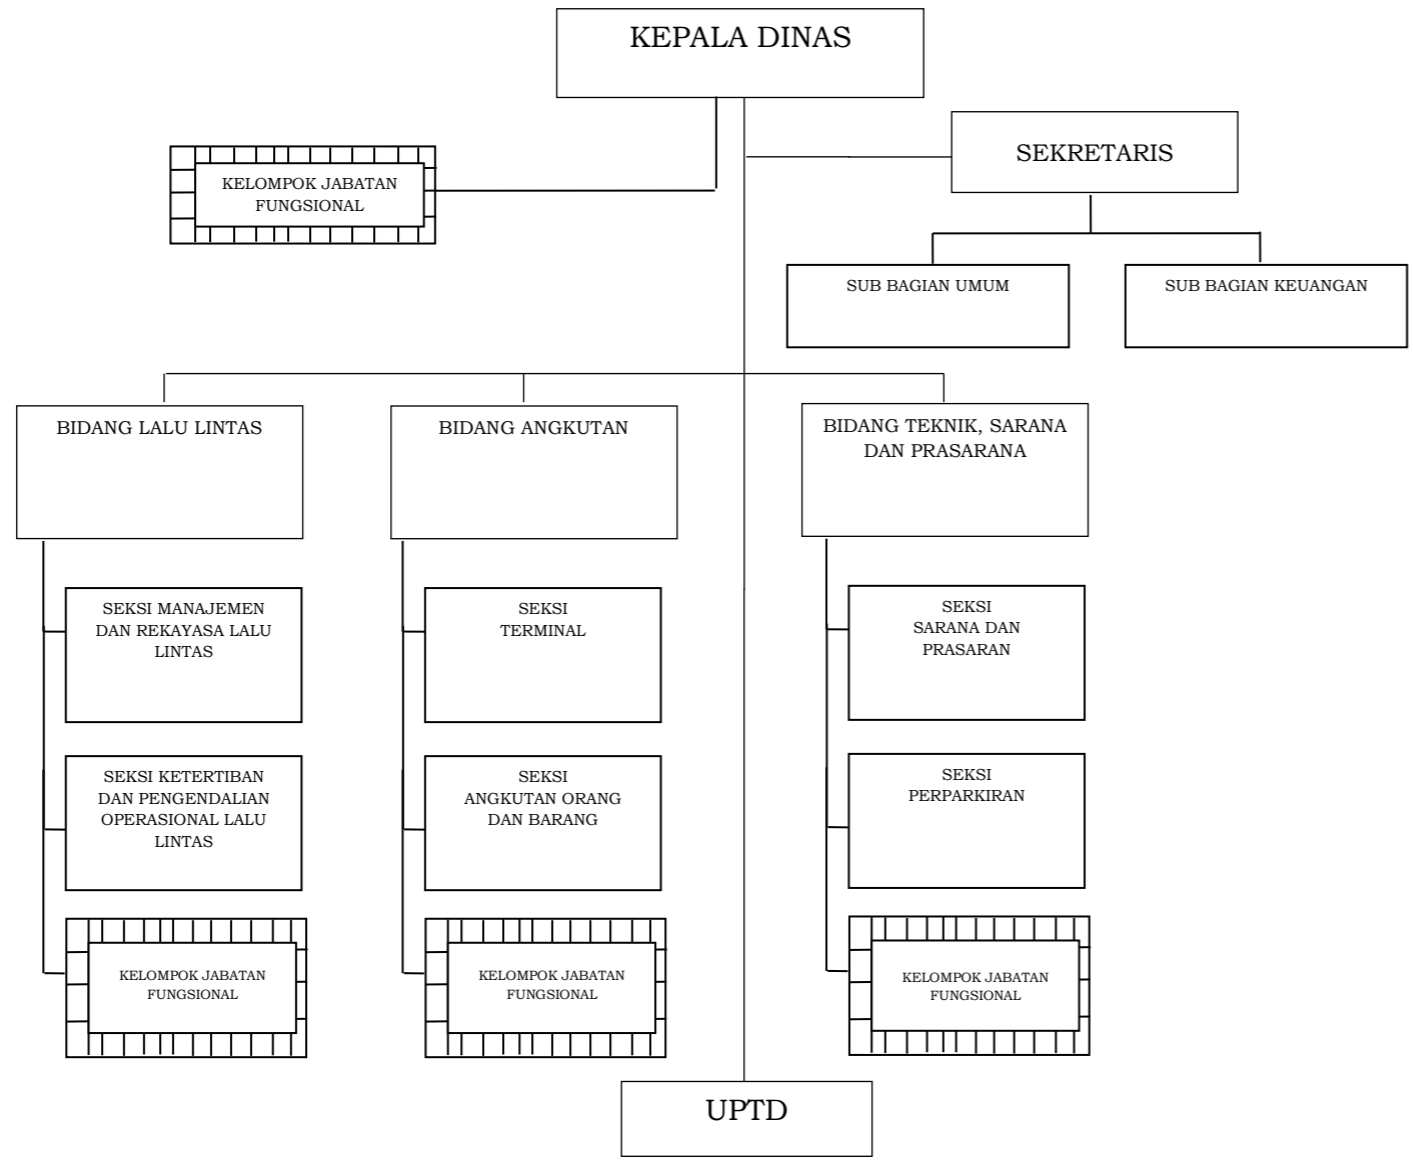 KEPALA DINAS
SEKRETARIS
KELOMPOK JABATAN
FUNGSIONAL
SUB BAGIAN UMUM
SUB BAGIAN KEUANGAN
BIDANG LALU LINTAS
BIDANG ANGKUTAN
BIDANG TEKNIK, SARANA
DAN PRASARANA
SEKSI MANAJEMEN
DAN REKAYASA LALU
LINTAS
SEKSI
TERMINAL
SEKSI
SARANA DAN
PRASARAN
SEKSI KETERTIBAN
DAN PENGENDALIAN
OPERASIONAL LALU
LINTAS
SEKSI
ANGKUTAN ORANG
DAN BARANG
SEKSI
PERPARKIRAN
KELOMPOK JABATAN
FUNGSIONAL
KELOMPOK JABATAN
FUNGSIONAL
KELOMPOK JABATAN
FUNGSIONAL
UPTD